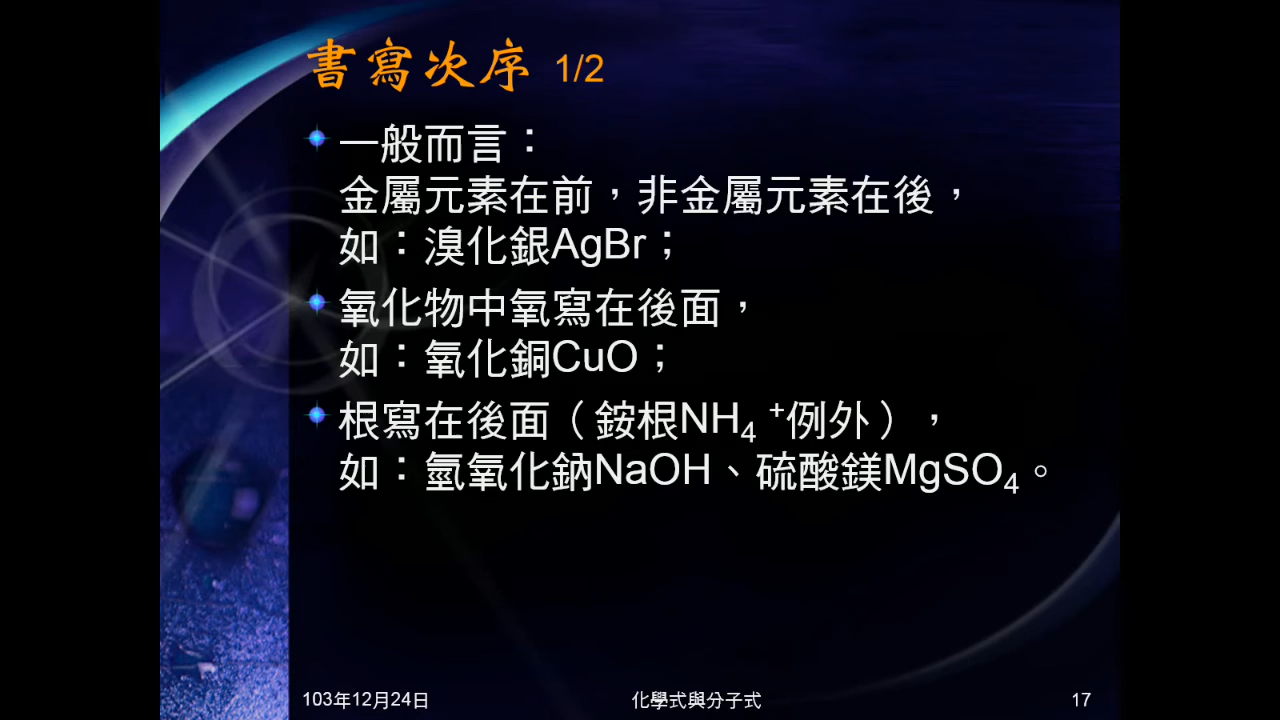 書寫次序 1/2
一般而言：
金屬元素在前，非金屬元素在後，
如：溴化銀AgBr；
氧化物中氧寫在後面，
如：氧化銅CuO；
根寫在後面（銨根NH₄⁺例外），
如：氫氧化鈉NaOH、硫酸鎂MgSO₄。
103年12月24日
化學式與分子式
17